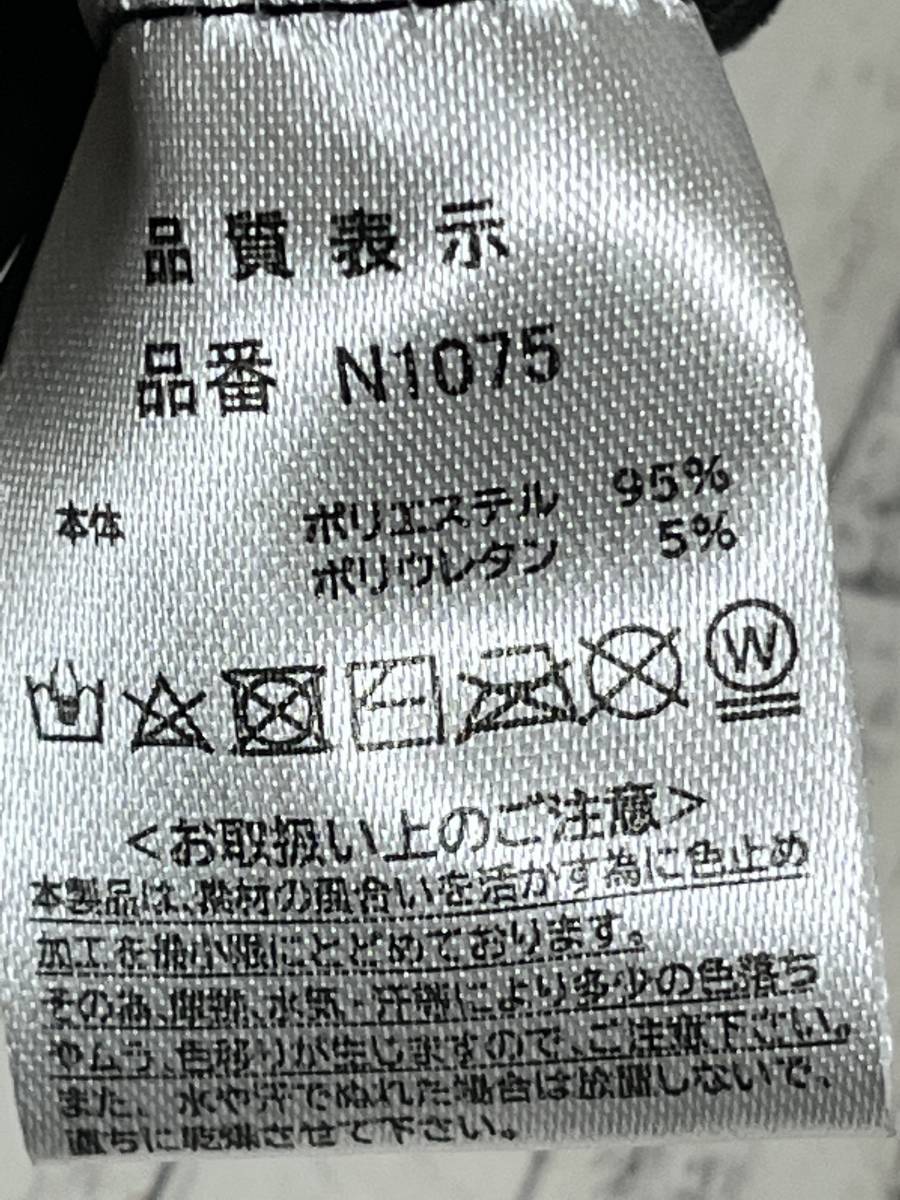 品質表示
品番 N1075
本体 ポリエステル 95%
ポリウレタン 5%
W
<お取扱い上のご注意>
本製品は、素材の風合いを活かす為に色止め
加工を最小限にとどめております。
その為、摩擦、水気・汗等により多少の色落ち
やムラ、色移りが生じますので、ご注意下さい。
また、水や汗でぬれた場合は放置しないで、
直ちに乾燥させて下さい。